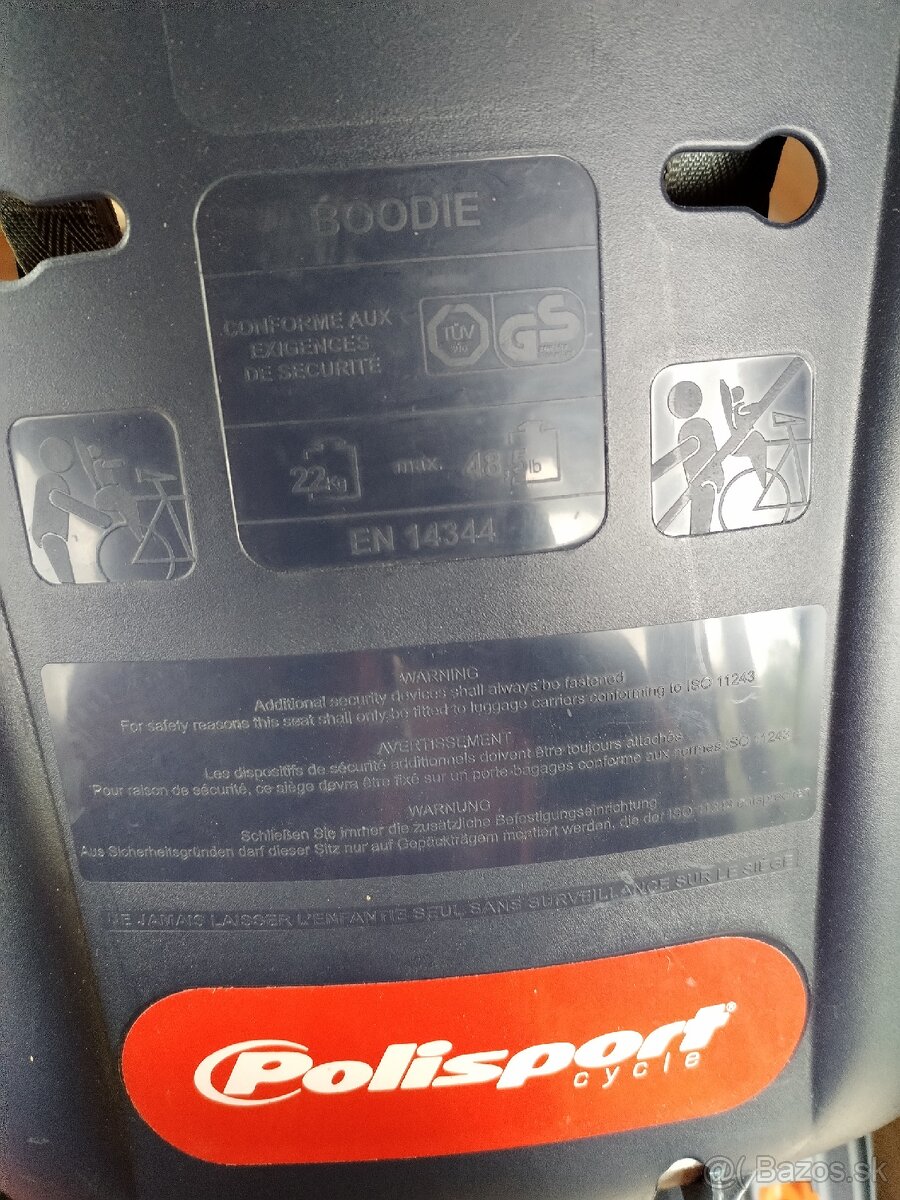 BOODIE
CONFORME AUX
EXIGENCES
DE SECURITÉ
TÜV
GS
22kg
max.
48,5lb
EN 14344
WARNING
Additional security devices shall always be fastened
For safety reasons this seat shall only be fitted to luggage carriers conforming to ISO 11243
AVERTISSEMENT
Les dispositifs de sécurité additionnels doivent être toujours attachés
Pour raison de sécurité, ce siège devra être fixé sur un porte-bagages conforme aux normes ISO 11243
WARNUNG
Schließen Sie immer die zusätzliche Befestigungseinrichtung
Aus Sicherheitsgründen darf dieser Sitz nur auf Gepäckträgern montiert werden, die der ISO 11243 entsprechen
NE JAMAIS LAISSER L'ENFANTIE SEUL SANS SURVEILLANCE SUR LE SIEGE
Polisport®
cycle
Bazos.sk